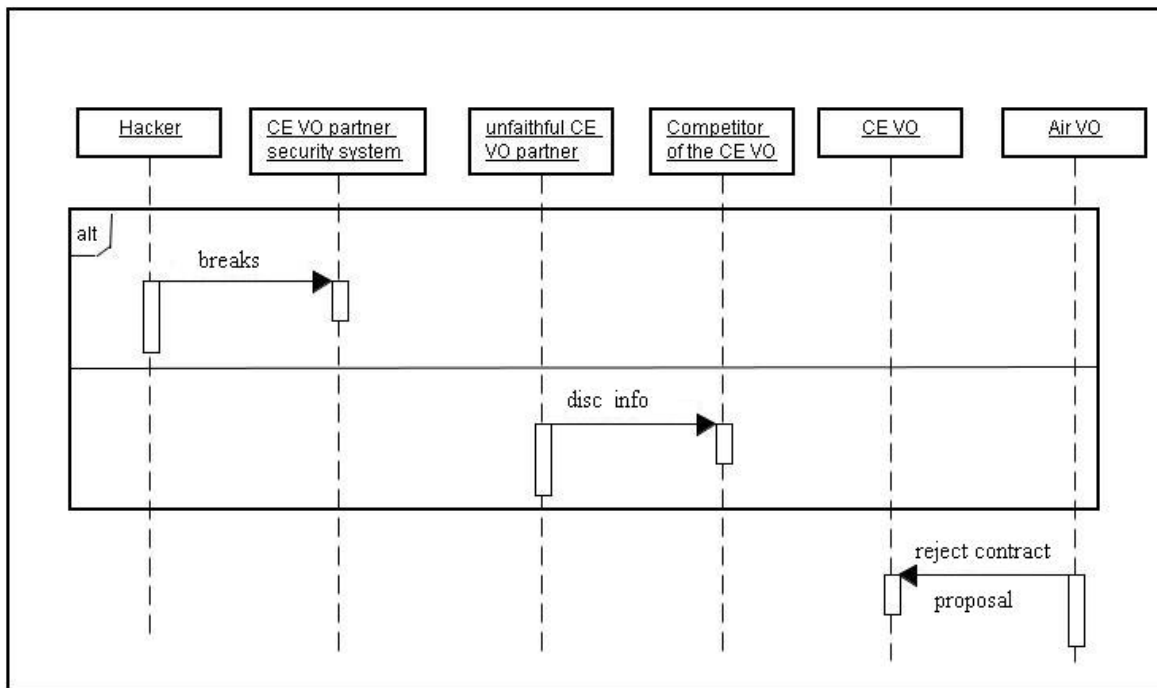 Hacker
CE VO partner
security system
unfaithful CE
VO partner
Competitor
of the CE VO
CE VO
Air VO
alt
breaks
disc info
reject contract
proposal